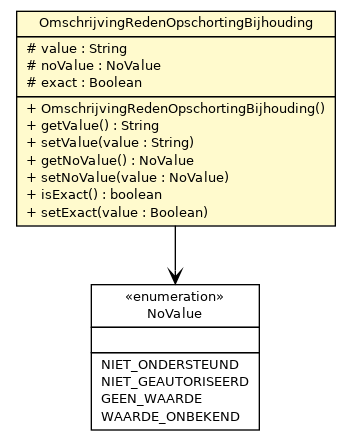 OmschrijvingRedenOpschortingBijhouding
# value : String
# noValue : NoValue
# exact : Boolean
+ OmschrijvingRedenOpschortingBijhouding()
+ getValue() : String
+ setValue(value : String)
+ getNoValue() : NoValue
+ setNoValue(value : NoValue)
+ isExact() : boolean
+ setExact(value : Boolean)
«enumeration»
NoValue
NIET_ONDERSTEUND
NIET_GEAUTORISEERD
GEEN_WAARDE
WAARDE_ONBEKEND